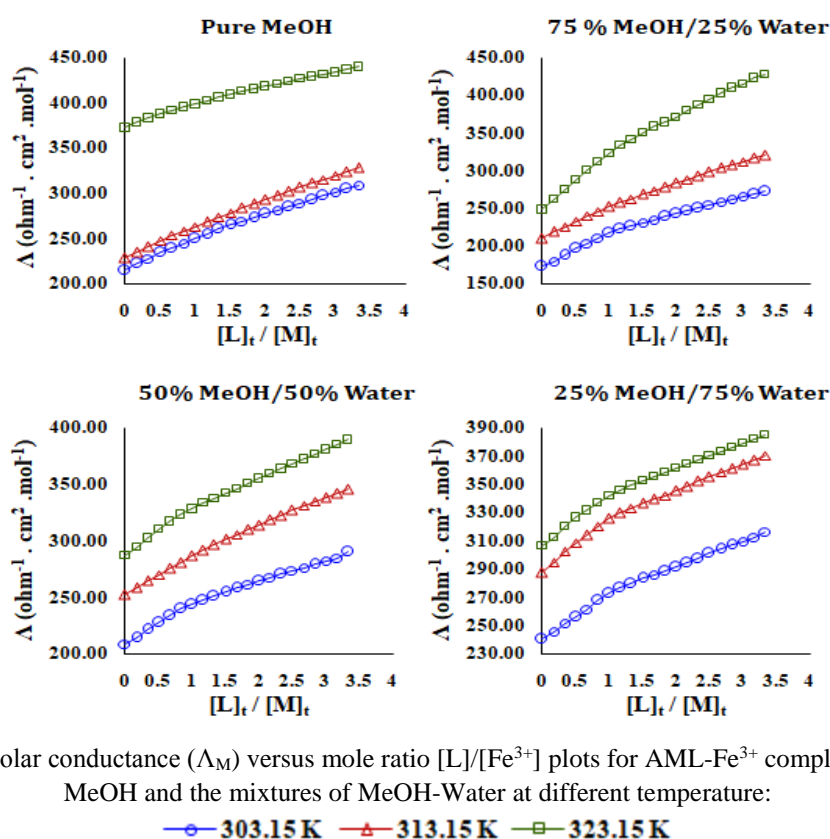 Pure MeOH
Λ (ohm⁻¹ . cm² .mol⁻¹)
450.00
400.00
350.00
300.00
250.00
200.00
0 0.5 1 1.5 2 2.5 3 3.5 4
[L]ₜ / [M]ₜ
75 % MeOH/25% Water
Λ (ohm⁻¹ . cm² .mol⁻¹)
450.00
400.00
350.00
300.00
250.00
200.00
150.00
0 0.5 1 1.5 2 2.5 3 3.5 4
[L]ₜ / [M]ₜ
50% MeOH/50% Water
Λ (ohm⁻¹ . cm² .mol⁻¹)
400.00
350.00
300.00
250.00
200.00
0 0.5 1 1.5 2 2.5 3 3.5 4
[L]ₜ / [M]ₜ
25% MeOH/75% Water
Λ (ohm⁻¹ . cm² .mol⁻¹)
390.00
370.00
350.00
330.00
310.00
290.00
270.00
250.00
230.00
0 0.5 1 1.5 2 2.5 3 3.5 4
[L]ₜ / [M]ₜ
olar conductance (Λ_M) versus mole ratio [L]/[Fe³⁺] plots for AML-Fe³⁺ compl
MeOH and the mixtures of MeOH-Water at different temperature:
303.15 K 313.15 K 323.15 K